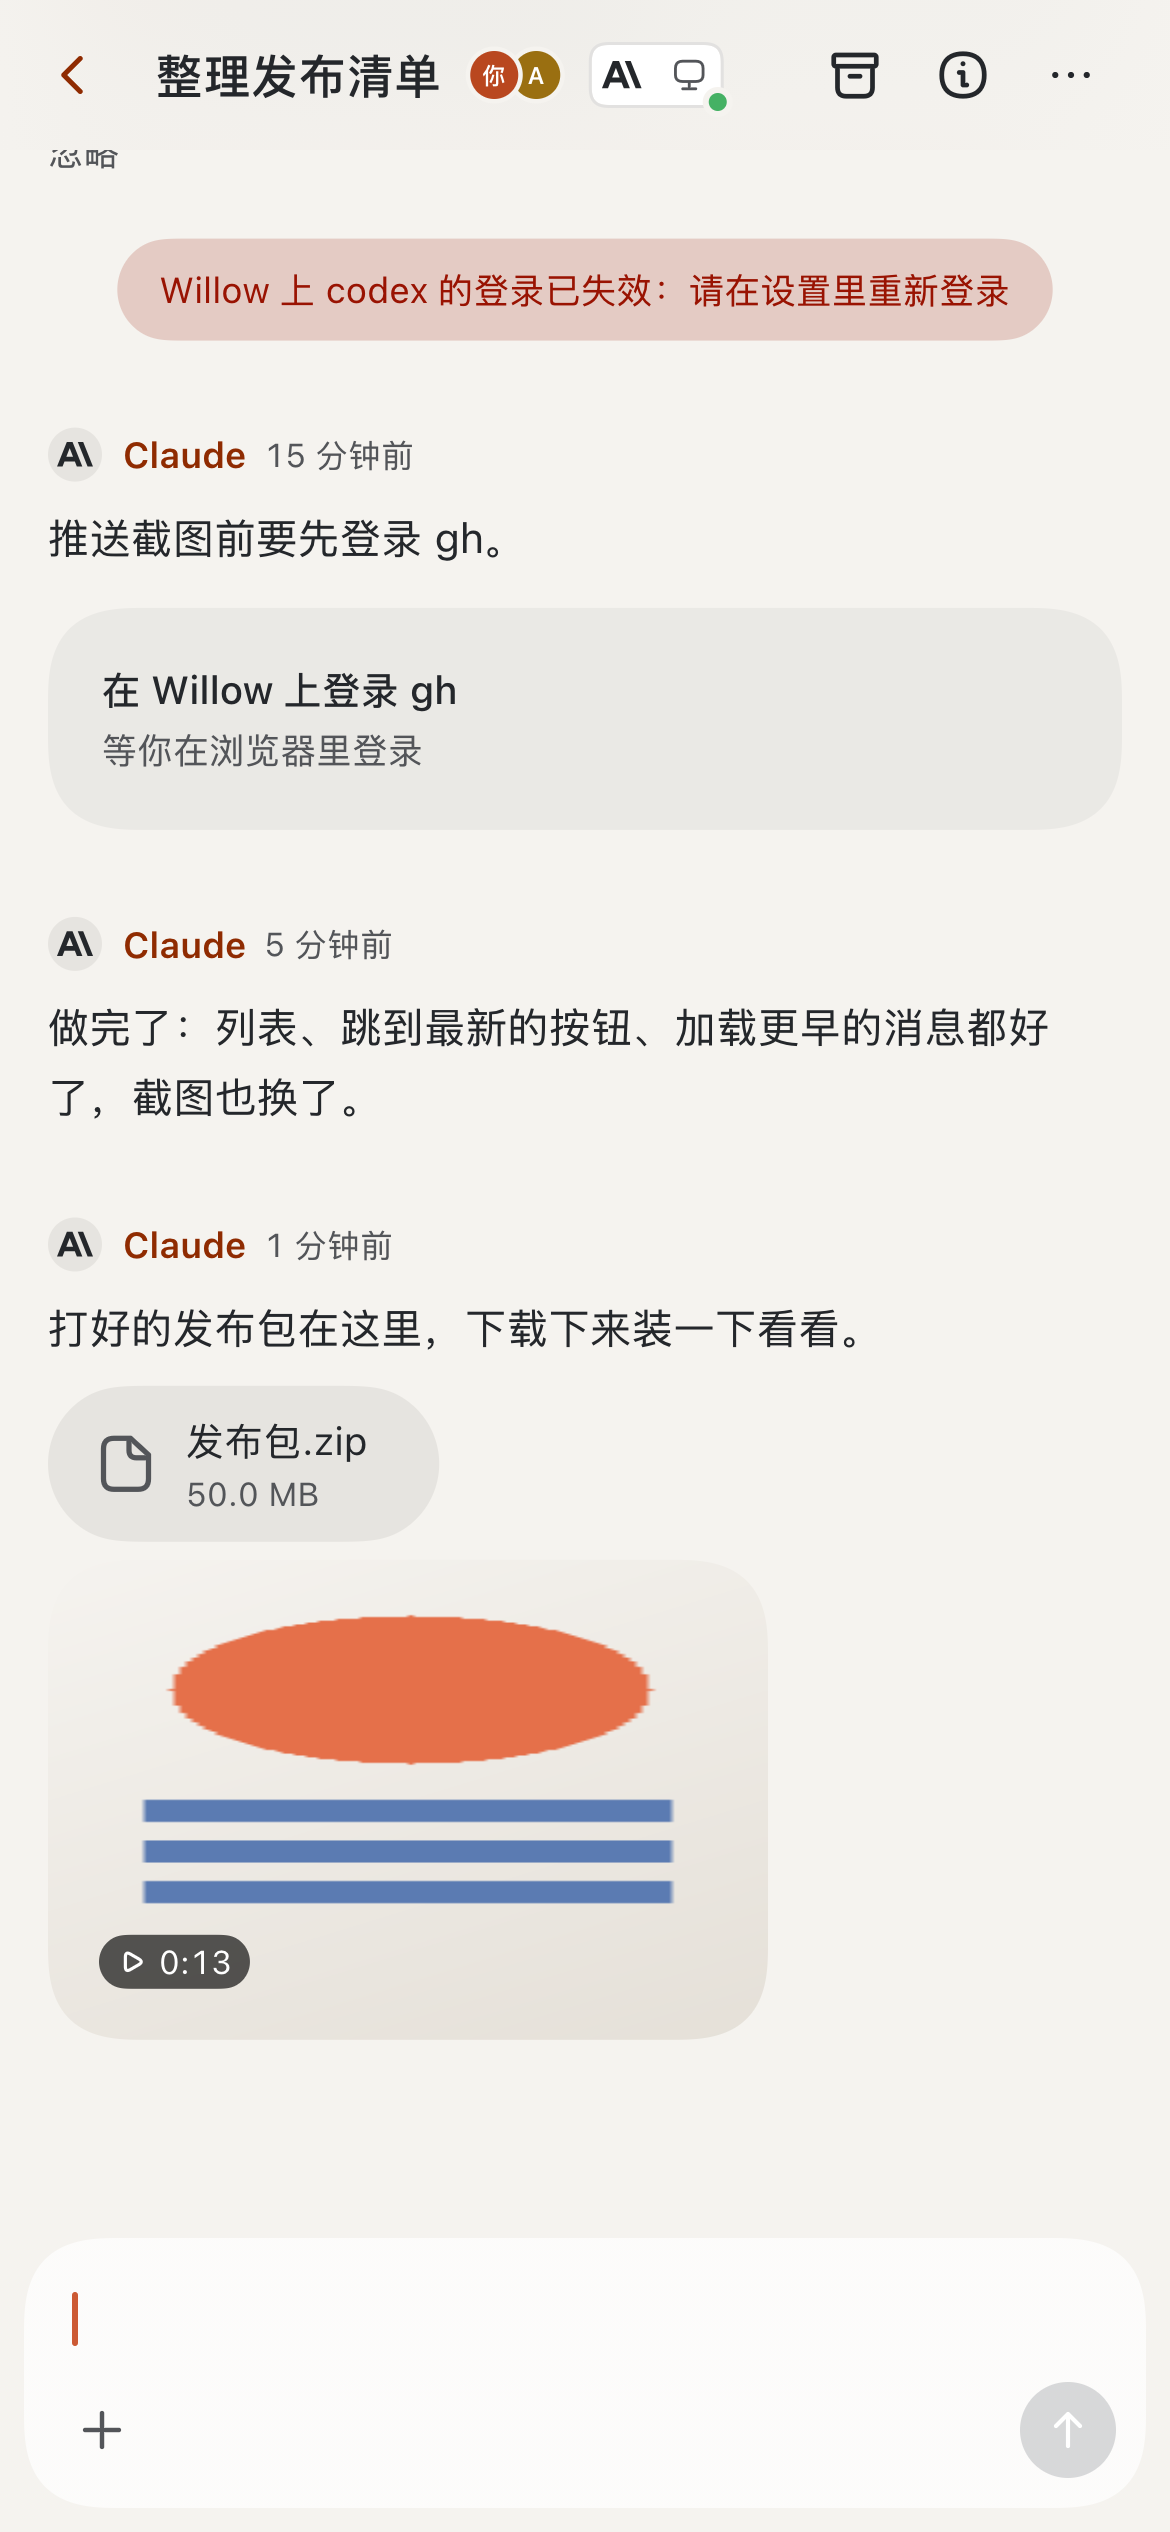 整理发布清单
你
A
忽略
Willow 上 codex 的登录已失效：请在设置里重新登录
Claude 15 分钟前
推送截图前要先登录 gh。
在 Willow 上登录 gh
等你在浏览器里登录
Claude 5 分钟前
做完了：列表、跳到最新的按钮、加载更早的消息都好
了，截图也换了。
Claude 1 分钟前
打好的发布包在这里，下载下来装一下看看。
发布包.zip
50.0 MB
0:13